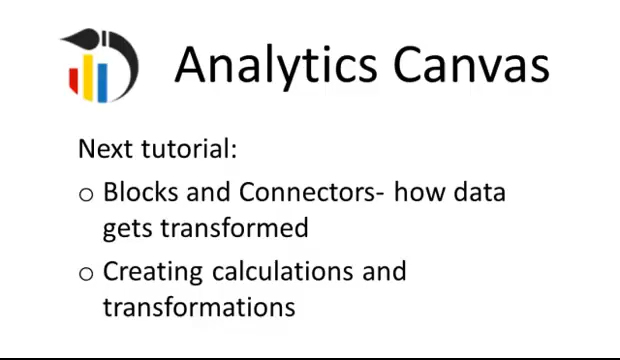 Analytics Canvas
Next tutorial:
o Blocks and Connectors- how data
gets transformed
o Creating calculations and
transformations